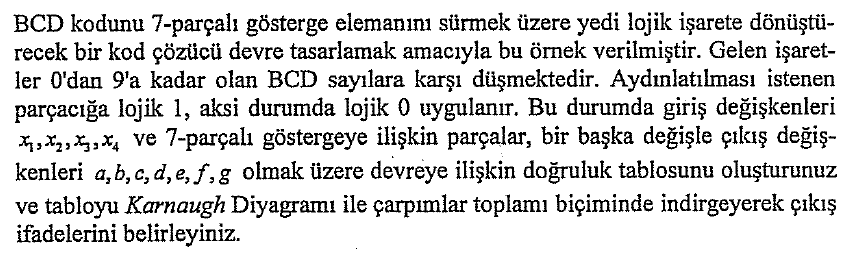 BCD kodunu 7-parçalı gösterge elemanını sürmek üzere yedi lojik işarete dönüştü-
recek bir kod çözücü devre tasarlamak amacıyla bu örnek verilmiştir. Gelen işaret-
ler 0'dan 9'a kadar olan BCD sayılara karşı düşmektedir. Aydınlatılması istenen
parçacığa lojik 1, aksi durumda lojik 0 uygulanır. Bu durumda giriş değişkenleri
x₁,x₂,x₃,x₄ ve 7-parçalı göstergeye ilişkin parçalar, bir başka değişle çıkış değiş-
kenleri a,b,c,d,e,f,g olmak üzere devreye ilişkin doğruluk tablosunu oluşturunuz
ve tabloyu Karnaugh Diyagramı ile çarpımlar toplamı biçiminde indirgeyerek çıkış
ifadelerini belirleyiniz.